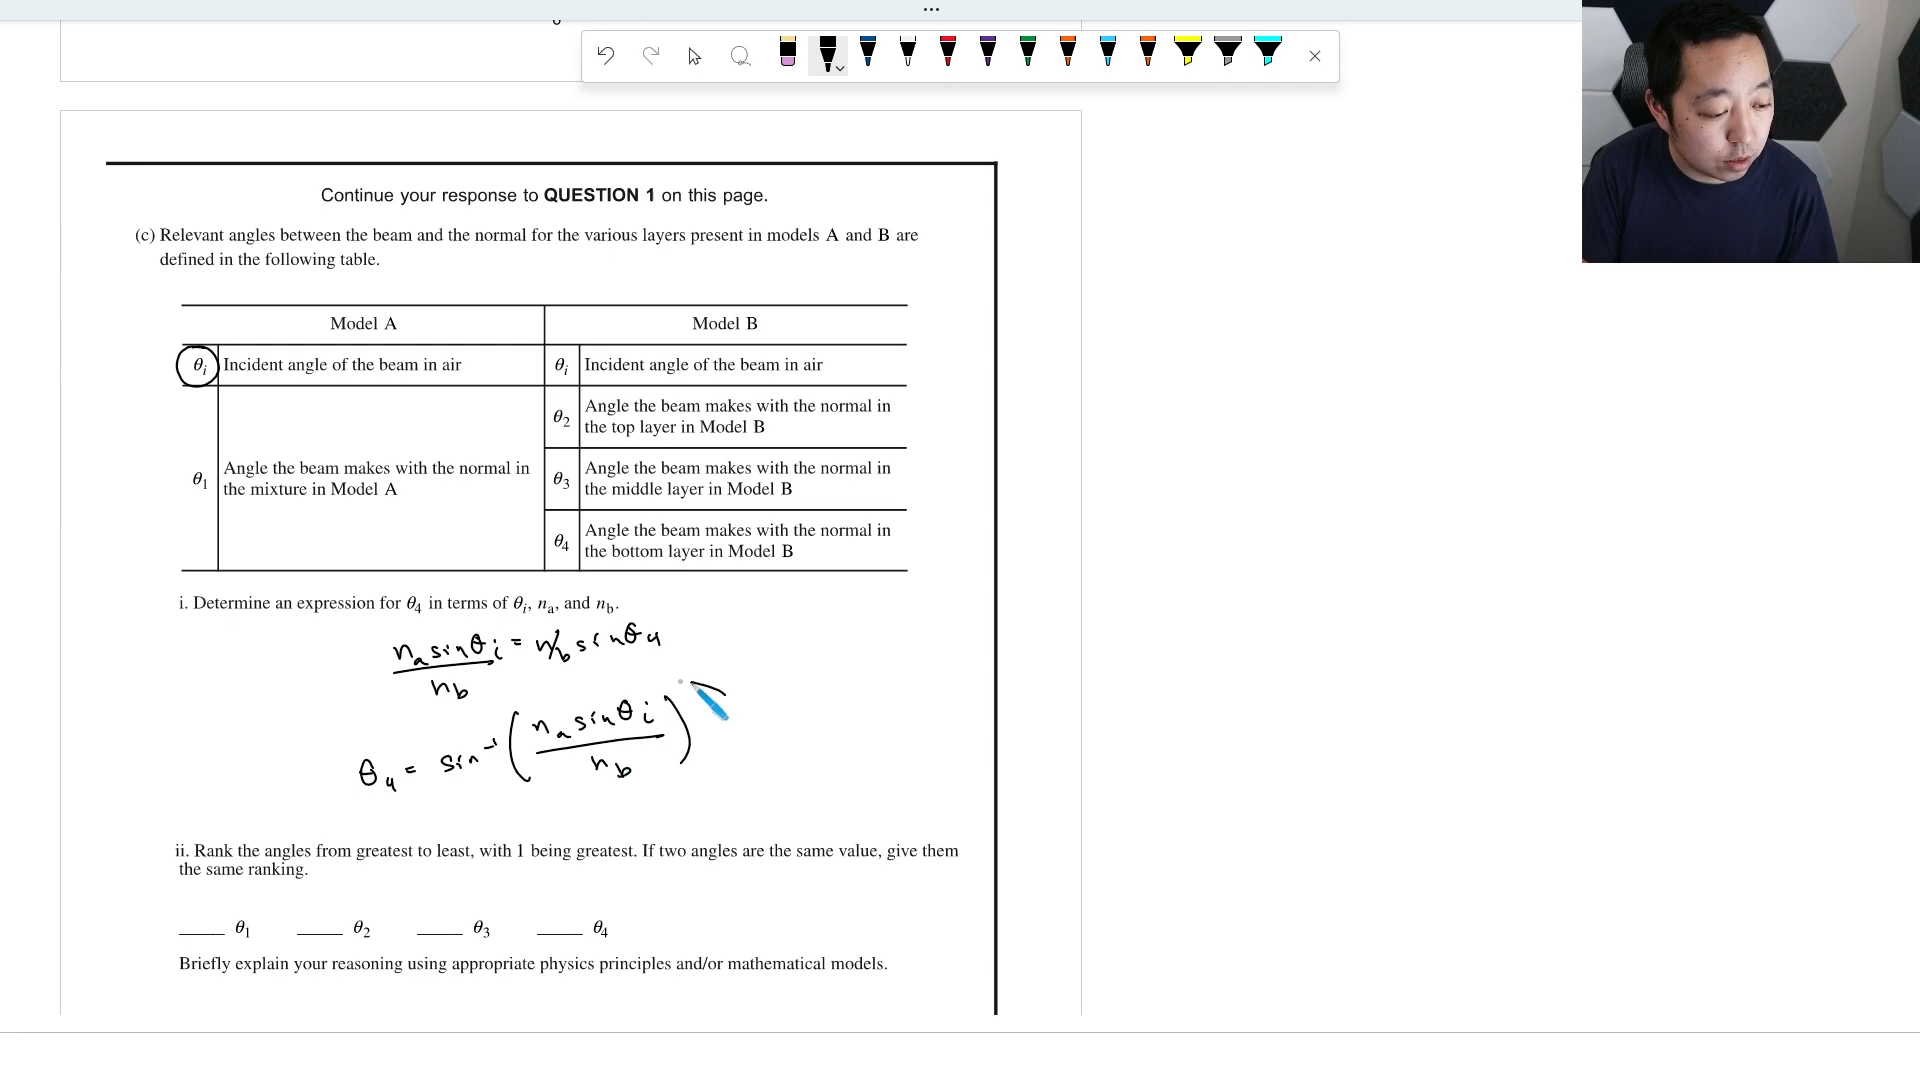 ...
Continue your response to QUESTION 1 on this page.
(c) Relevant angles between the beam and the normal for the various layers present in models A and B are
defined in the following table.
Model A
Model B
θi Incident angle of the beam in air
θi Incident angle of the beam in air
θ2 Angle the beam makes with the normal in
the top layer in Model B
θ1 Angle the beam makes with the normal in
the mixture in Model A
θ3 Angle the beam makes with the normal in
the middle layer in Model B
θ4 Angle the beam makes with the normal in
the bottom layer in Model B
i. Determine an expression for θ4 in terms of θi, na, and nb.
na sinθi = nb sinθ4
nb
θ4 = sin⁻¹ ( na sinθi )
nb
ii. Rank the angles from greatest to least, with 1 being greatest. If two angles are the same value, give them
the same ranking.
_____ θ1 _____ θ2 _____ θ3 _____ θ4
Briefly explain your reasoning using appropriate physics principles and/or mathematical models.